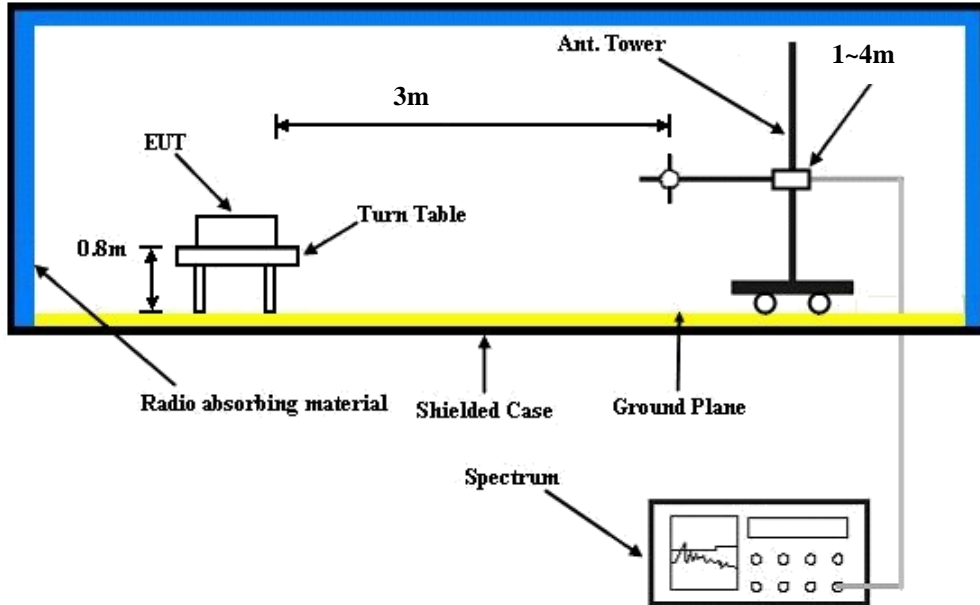 Ant. Tower
1~4m
3m
EUT
Turn Table
0.8m
Radio absorbing material
Shielded Case
Ground Plane
Spectrum